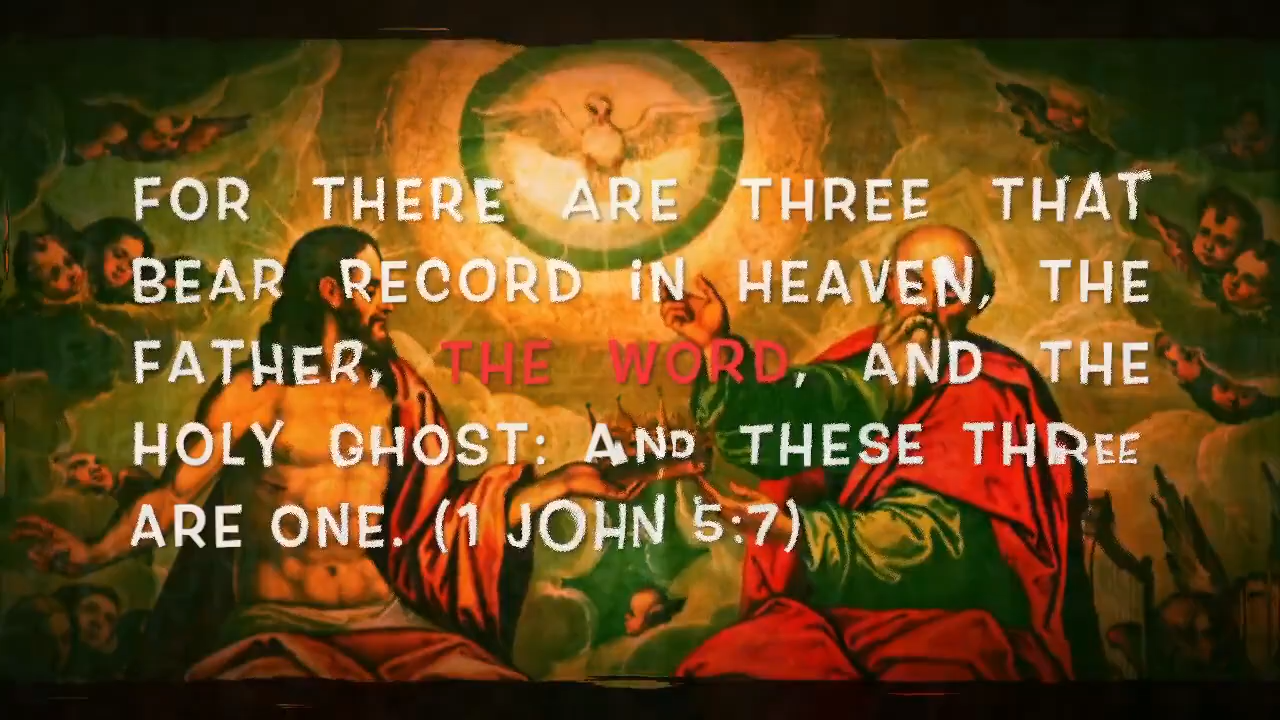 FOR THERE ARE THREE THAT
BEAR RECORD iN HEAVEN, THE
FATHER, THE WORD, AND THE
HOLY GHOST: AND THESE THREE
ARE ONE. (1 JOHN 5:7)